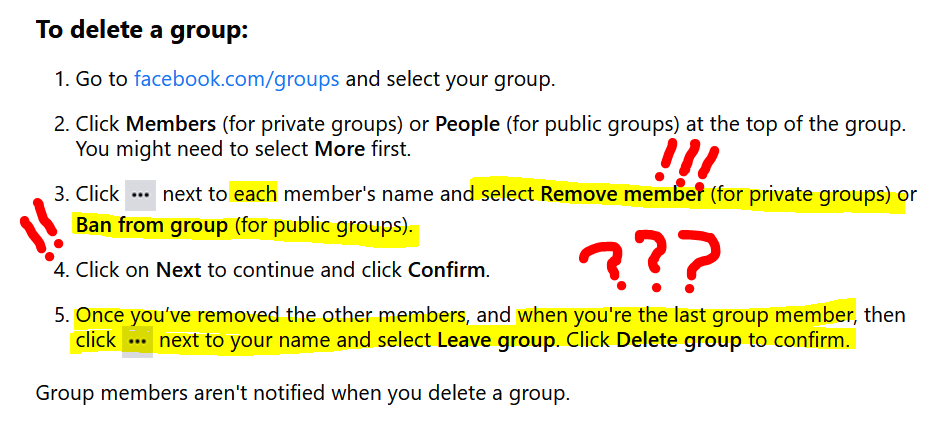 To delete a group:
1. Go to facebook.com/groups and select your group.
2. Click Members (for private groups) or People (for public groups) at the top of the group.
You might need to select More first.
!!!
3. Click ••• next to each member's name and select Remove member (for private groups) or
Ban from group (for public groups).
!!
???
4. Click on Next to continue and click Confirm.
5. Once you’ve removed the other members, and when you're the last group member, then
click ••• next to your name and select Leave group. Click Delete group to confirm.
Group members aren't notified when you delete a group.